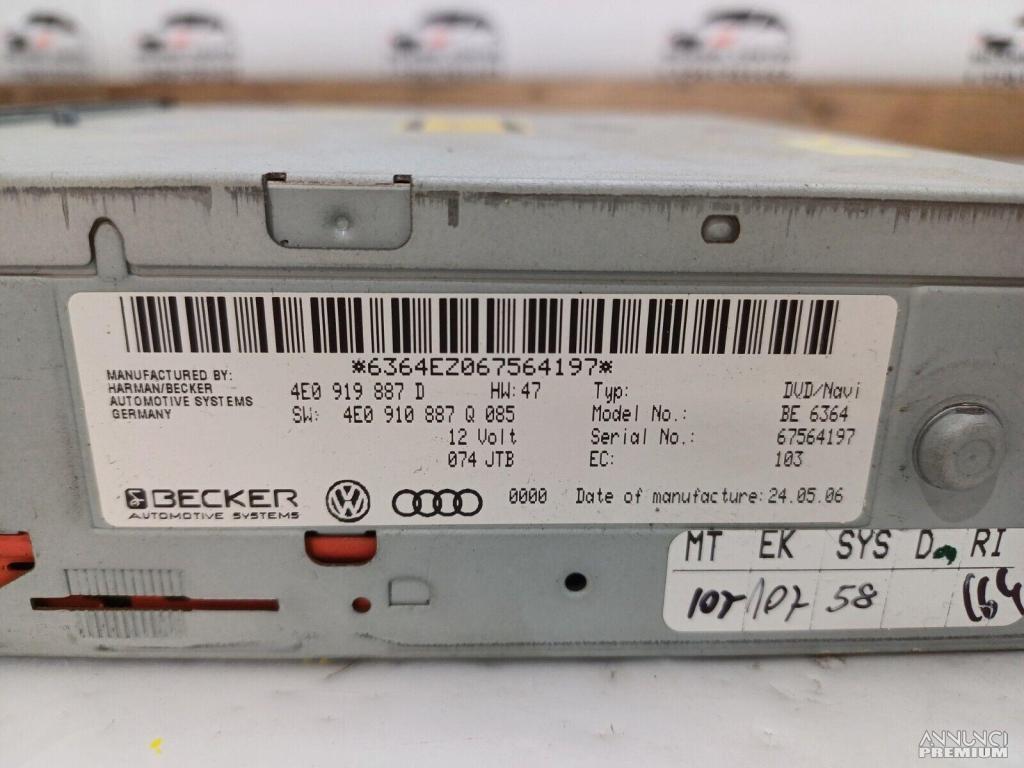 *6364EZ067564197*
MANUFACTURED BY:
HARMAN/BECKER
AUTOMOTIVE SYSTEMS
GERMANY
4E0 919 887 D HW:47 Typ: DVD/Navi
SW: 4E0 910 887 Q 085 Model No.: BE 6364
12 Volt Serial No.: 67564197
074 JTB EC: 103
BECKER
AUTOMOTIVE SYSTEMS
0000 Date of manufacture: 24.05.06
MT EK SYS D RI
107 107 58
ANNUNCI
PREMIUM